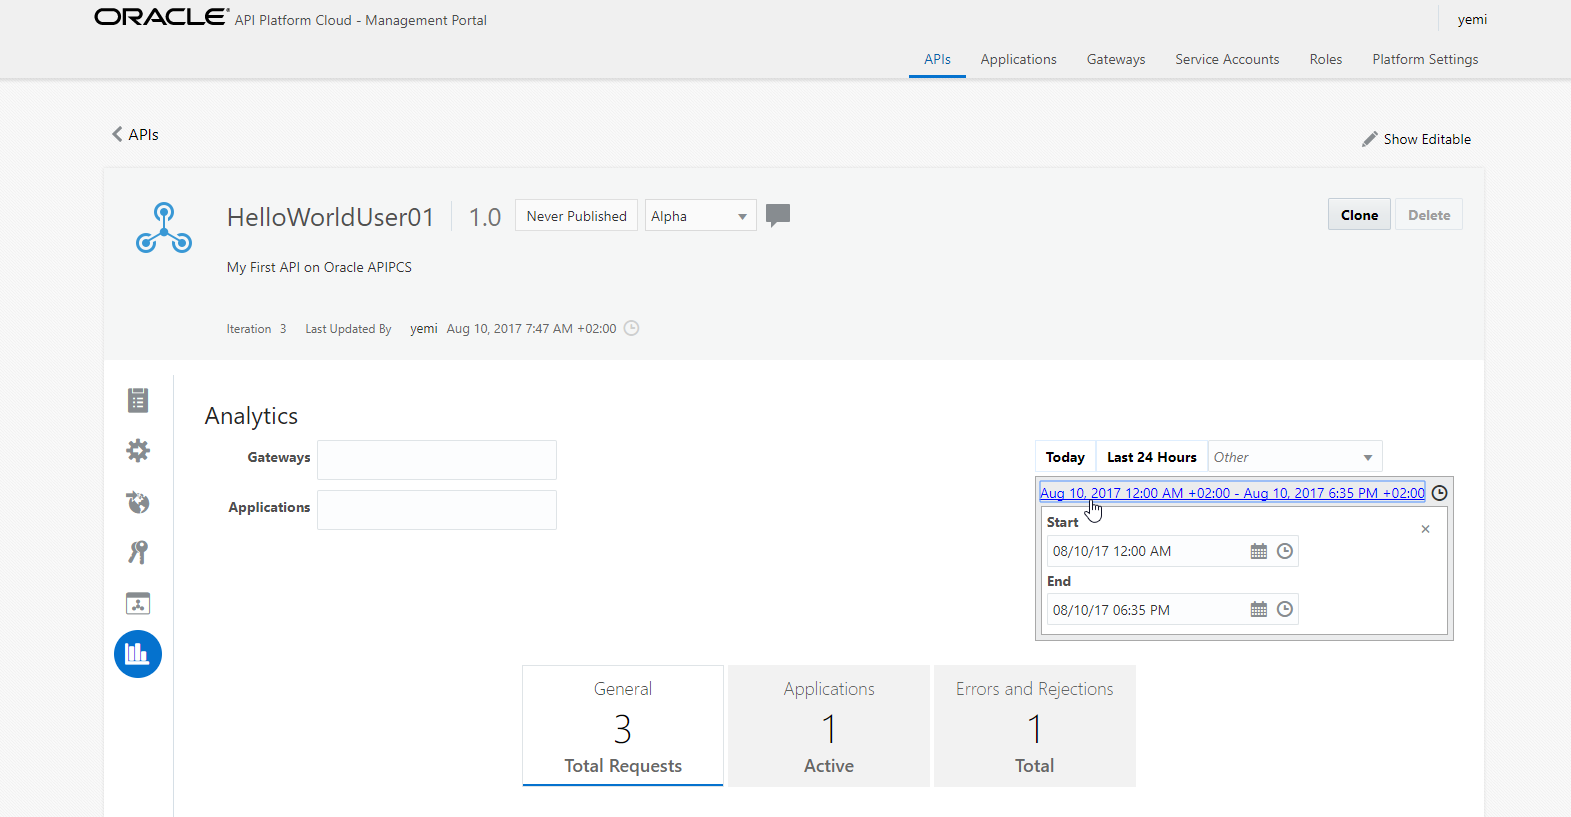 ORACLE® API Platform Cloud - Management Portal
yemi
APIs Applications Gateways Service Accounts Roles Platform Settings
APIs
Show Editable
HelloWorldUser01 1.0 Never Published Alpha
Clone Delete
My First API on Oracle APIPCS
Iteration 3 Last Updated By yemi Aug 10, 2017 7:47 AM +02:00
Analytics
Gateways
Applications
Today Last 24 Hours Other
Aug 10, 2017 12:00 AM +02:00 - Aug 10, 2017 6:35 PM +02:00
Start
08/10/17 12:00 AM
End
08/10/17 06:35 PM
General
3
Total Requests
Applications
1
Active
Errors and Rejections
1
Total